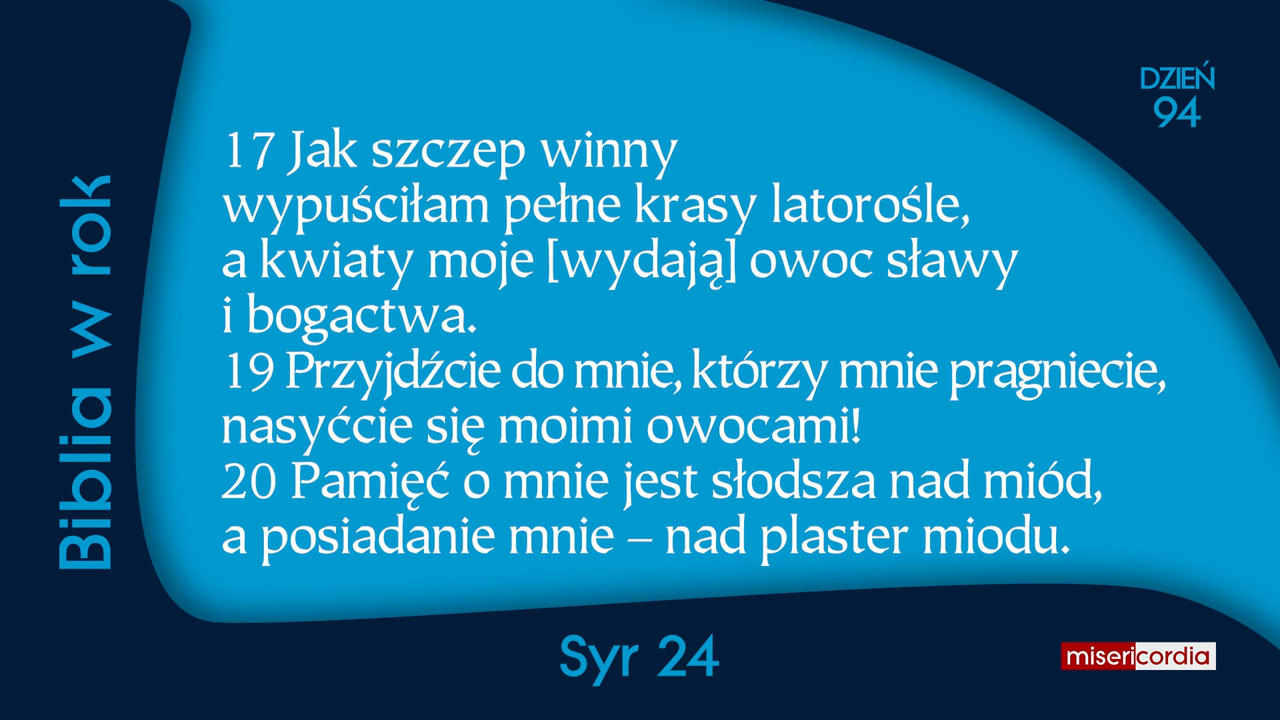 DZIEŃ
94
Biblia w rok
17 Jak szczep winny
wypuściłam pełne krasy latorośle,
a kwiaty moje [wydają] owoc sławy
i bogactwa.
19 Przyjdźcie do mnie, którzy mnie pragniecie,
nasyćcie się moimi owocami!
20 Pamięć o mnie jest słodsza nad miód,
a posiadanie mnie – nad plaster miodu.
Syr 24
misericordia